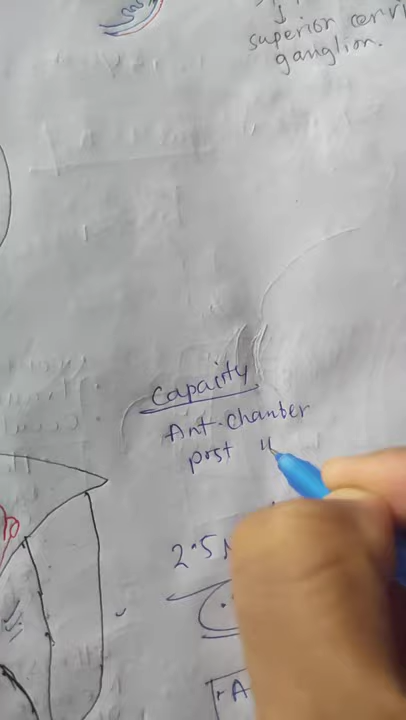 superior cervi
ganglion.
Capacity
Ant. Chamber
post "
2.5